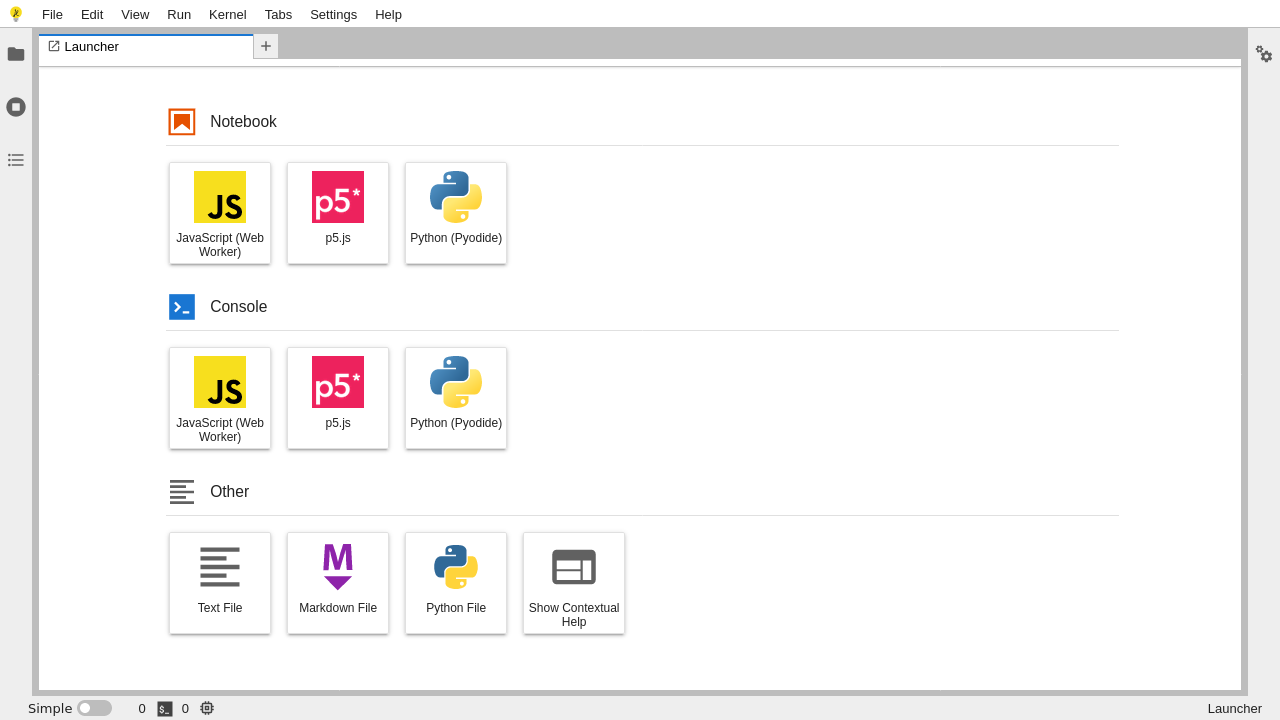 File Edit View Run Kernel Tabs Settings Help
Launcher
Notebook
JS p5* 
JavaScript (Web Worker) p5.js Python (Pyodide)
Console
JS p5*
JavaScript (Web Worker) p5.js Python (Pyodide)
Other
M
Text File Markdown File Python File Show Contextual Help
Simple 0 $_ 0 Launcher